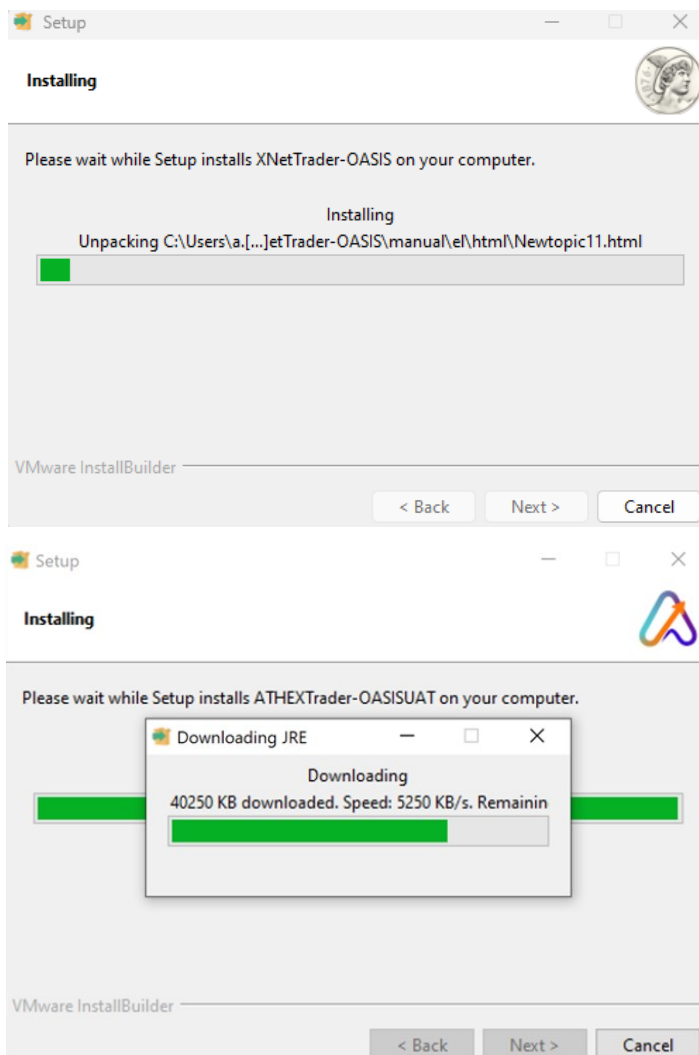 Setup
Installing
Please wait while Setup installs XNetTrader-OASIS on your computer.
Installing
Unpacking C:\Users\a.[...]etTrader-OASIS\manual\el\html\Newtopic11.html
VMware InstallBuilder
< Back Next > Cancel
Setup
Installing
Please wait while Setup installs ATHEXTrader-OASISUAT on your computer.
Downloading JRE
Downloading
40250 KB downloaded. Speed: 5250 KB/s. Remainin
VMware InstallBuilder
< Back Next > Cancel